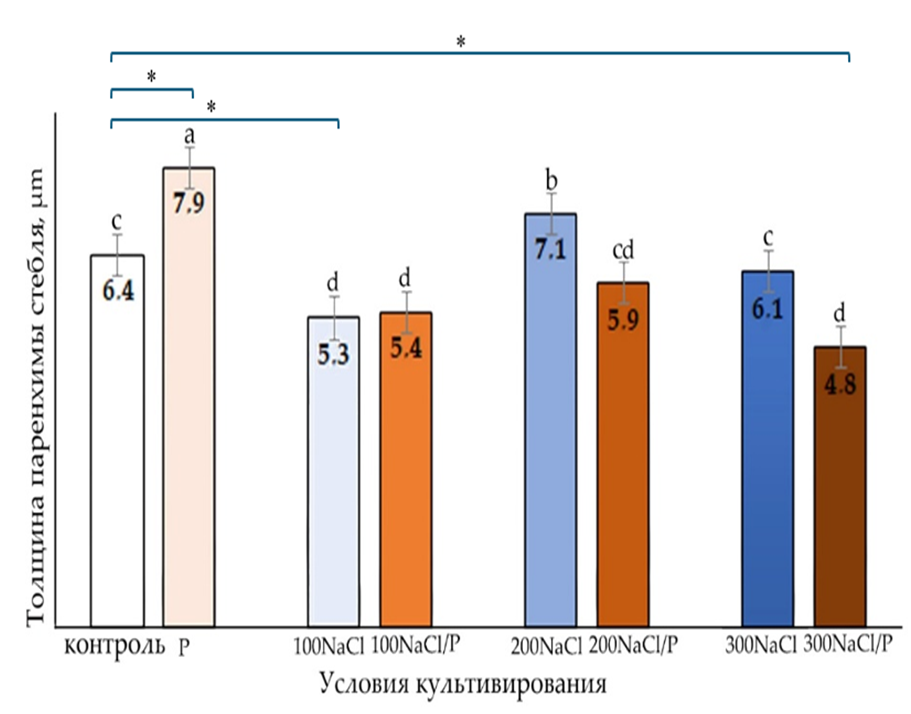 *
*
*
a
c
7.9
6.4
d
5.3
d
5.4
b
7.1
cd
5.9
c
6.1
d
4.8
Толщина паренхимы стебля, µm
контроль P 100NaCl 100NaCl/P 200NaCl 200NaCl/P 300NaCl 300NaCl/P
Условия культивирования